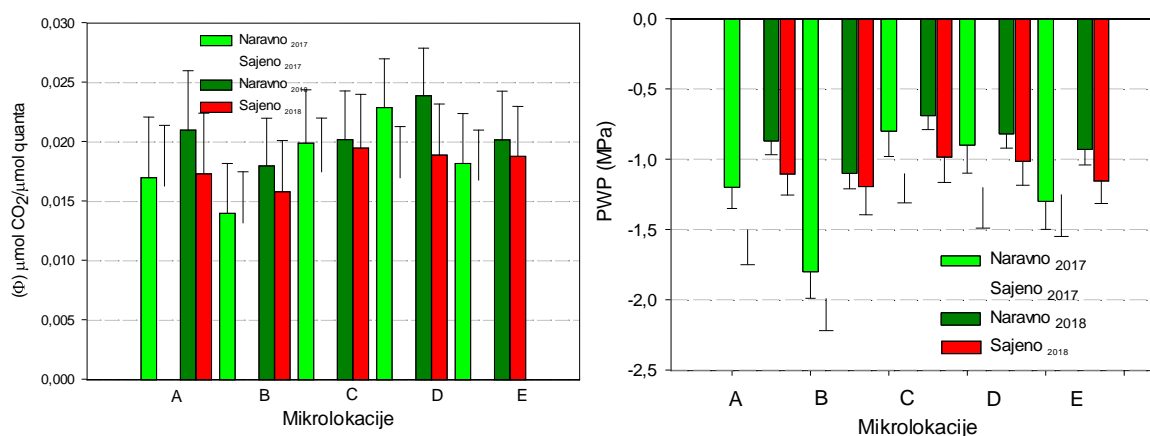 (Φ) µmol CO2/µmol quanta
0,030
0,025
0,020
0,015
0,010
0,005
0,000
Naravno 2017
Sajeno 2017
Naravno 2018
Sajeno 2018
A B C D E
Mikrolokacije
PWP (MPa)
0,0
-0,5
-1,0
-1,5
-2,0
-2,5
Naravno 2017
Sajeno 2017
Naravno 2018
Sajeno 2018
A B C D E
Mikrolokacije